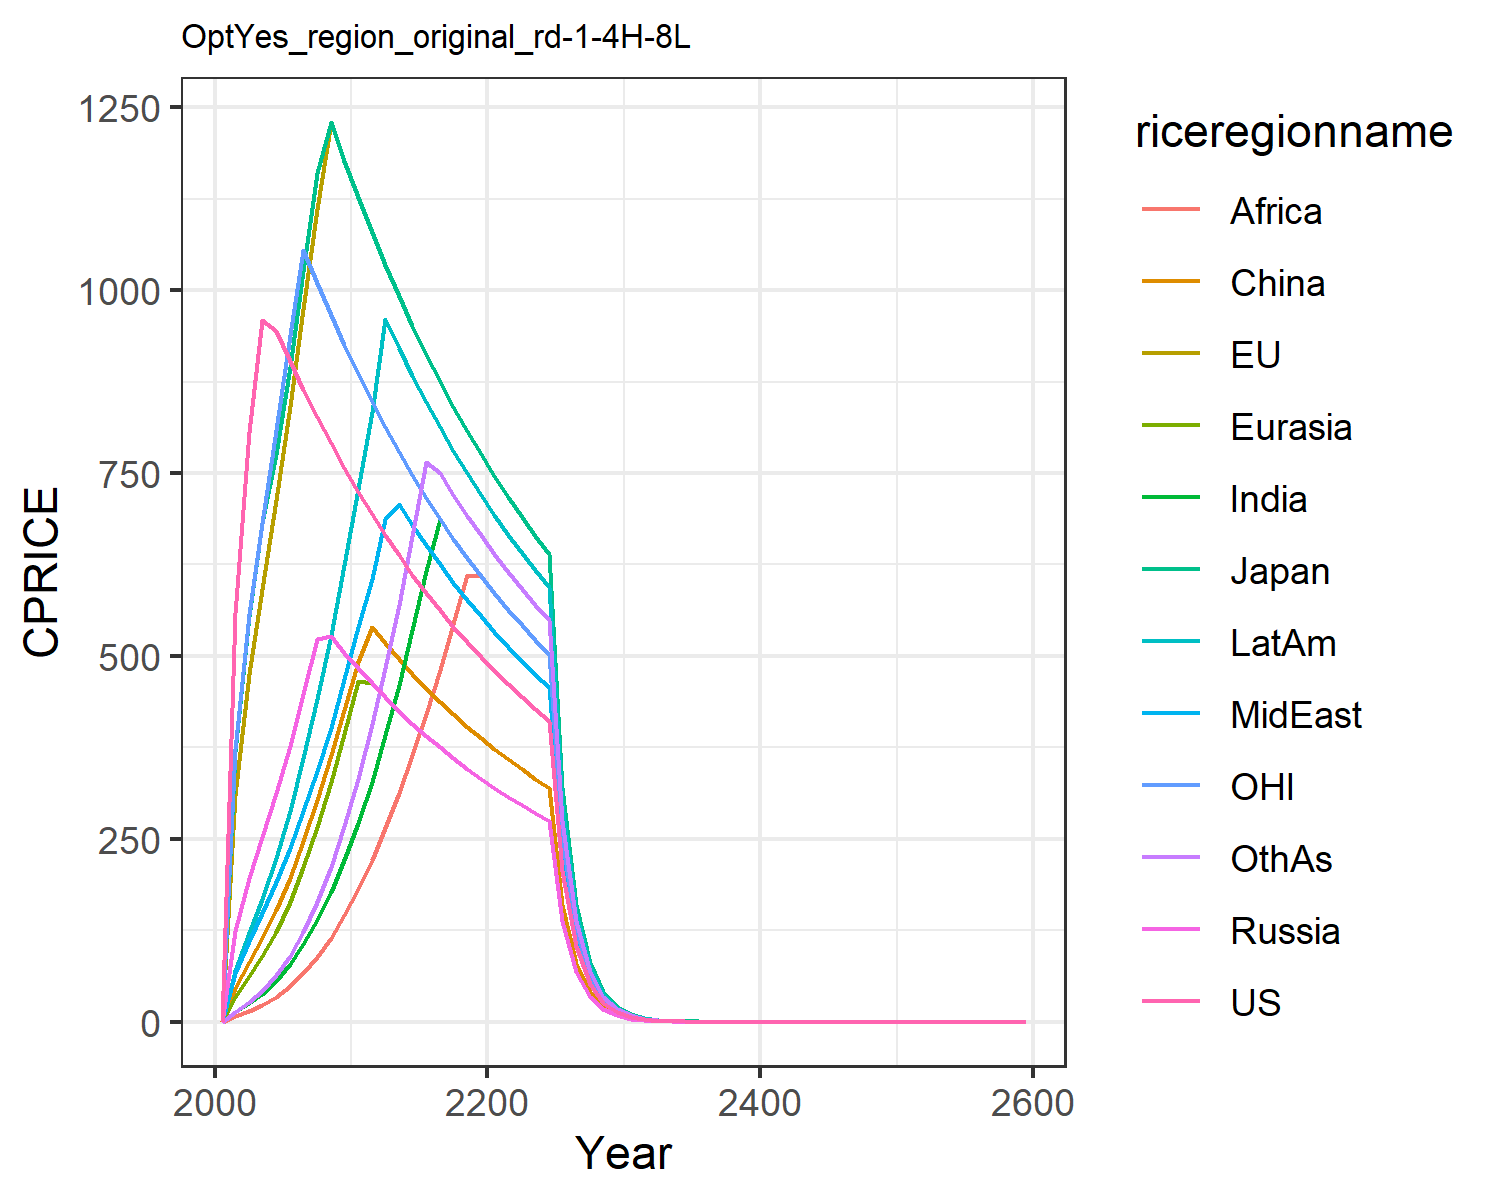 OptYes_region_original_rd-1-4H-8L
1250
1000
750
500
250
0
CPRICE
2000 2200 2400 2600
Year
riceregionname
Africa
China
EU
Eurasia
India
Japan
LatAm
MidEast
OHI
OthAs
Russia
US